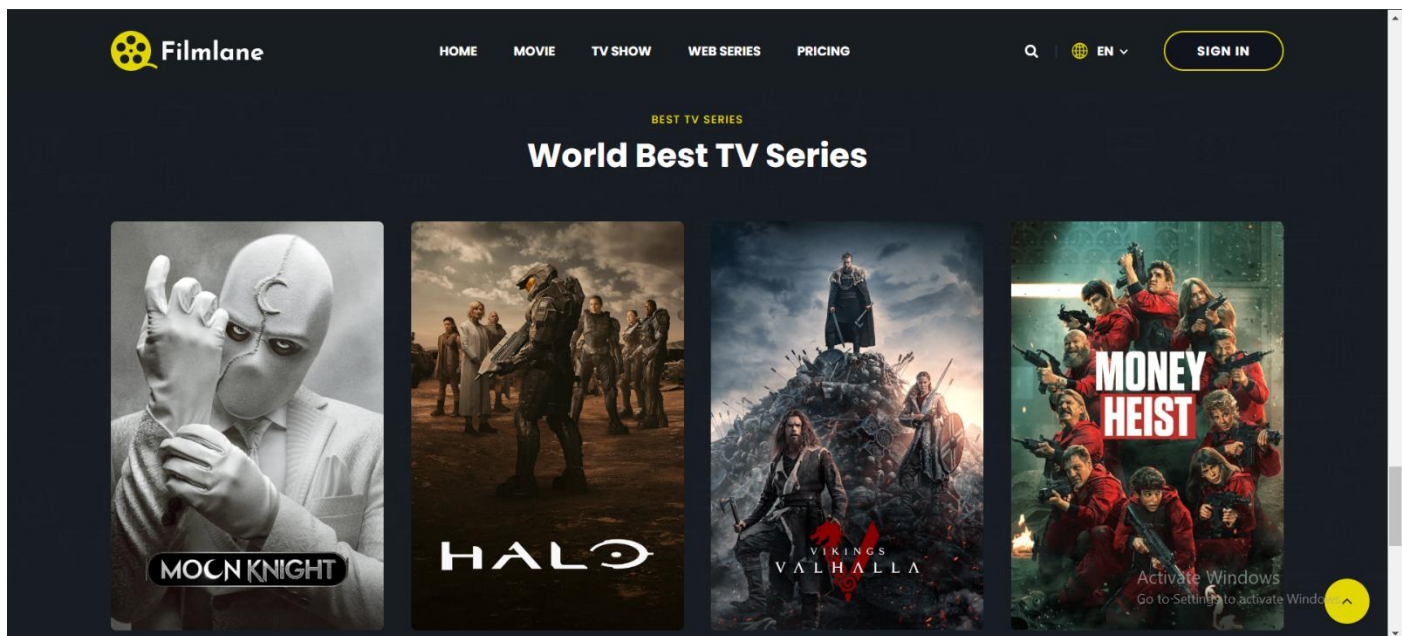 Filmlane
HOME MOVIE TV SHOW WEB SERIES PRICING
EN
SIGN IN
BEST TV SERIES
World Best TV Series
MOON KNIGHT
HALO
VIKINGS
VALHALLA
MONEY
HEIST
Activate Windows
Go to Settings to activate Windows